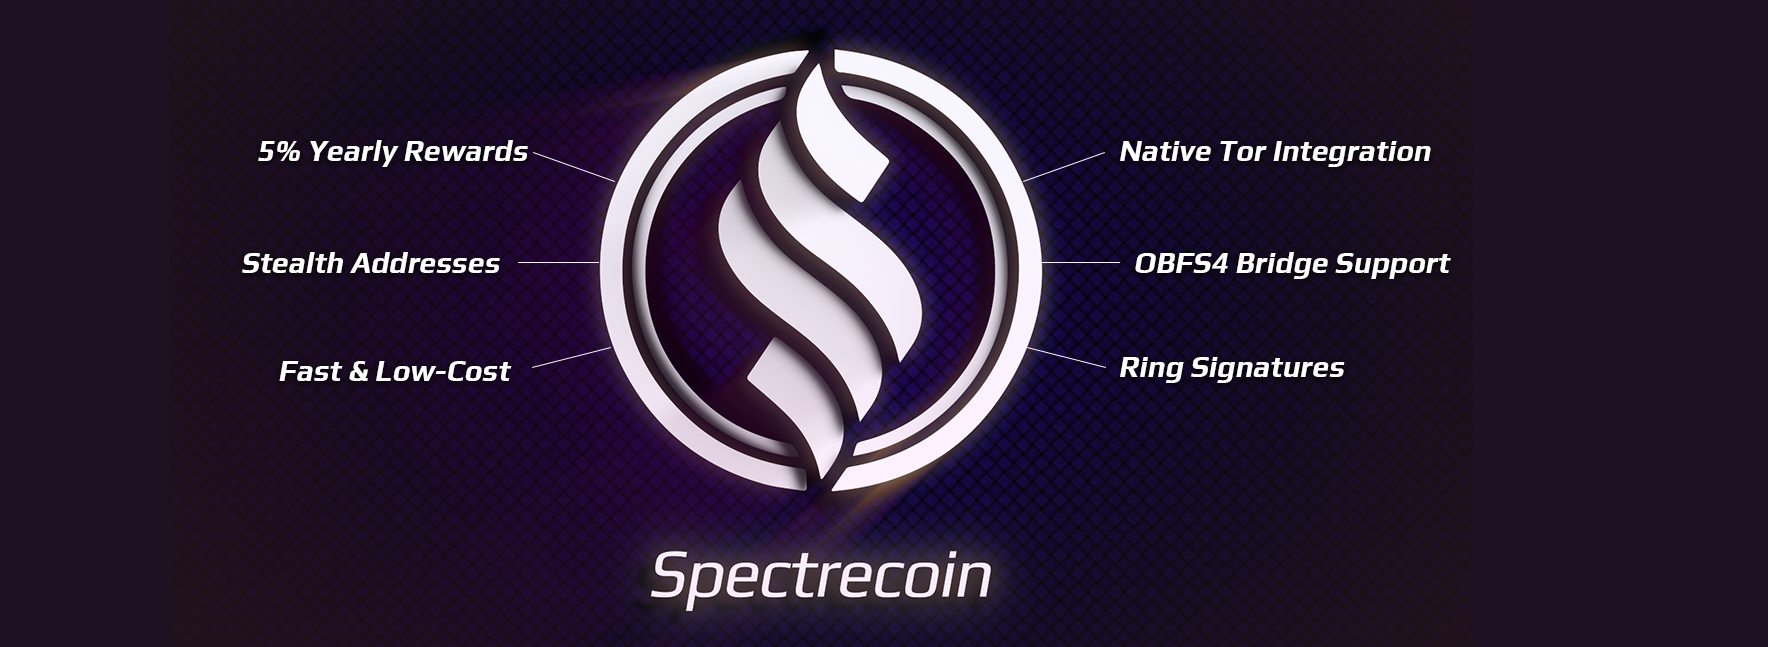 5% Yearly Rewards
Stealth Addresses
Fast & Low-Cost
Native Tor Integration
OBFS4 Bridge Support
Ring Signatures
Spectrecoin